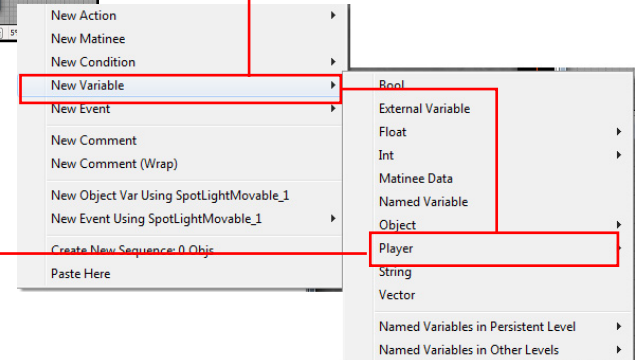 New Action
New Matinee
New Condition
New Variable
New Event
New Comment
New Comment (Wrap)
New Object Var Using SpotLightMovable_1
New Event Using SpotLightMovable_1
Create New Sequence: 0 Objs
Paste Here
Bool
External Variable
Float
Int
Matinee Data
Named Variable
Object
Player
String
Vector
Named Variables in Persistent Level
Named Variables in Other Levels